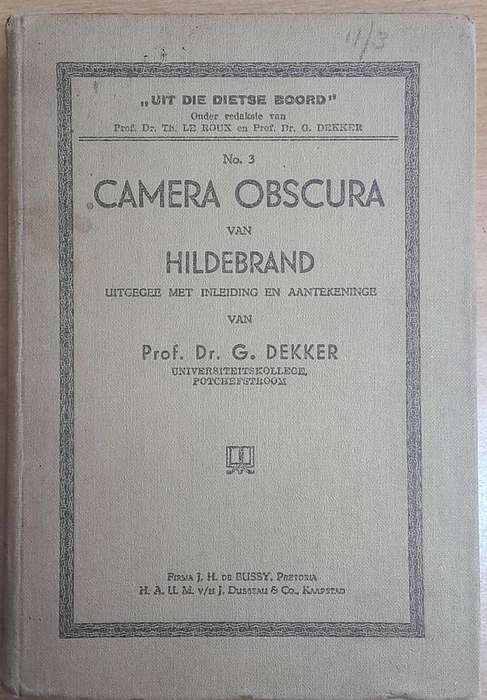 11/3
„UIT DIE DIETSE BOORD"
Onder redaksie van
Prof. Dr. Th. LE ROUX en Prof. Dr. G. DEKKER
No. 3
CAMERA OBSCURA
VAN
HILDEBRAND
UITGEGEE MET INLEIDING EN AANTEKENINGE
VAN
Prof. Dr. G. DEKKER
UNIVERSITEITSKOLLEGE,
POTCHEFSTROOM
FIRMA J. H. DE BUSSY, PRETORIA
H. A. U. M. V/H J. DUSSEAU & CO., KAAPSTAD